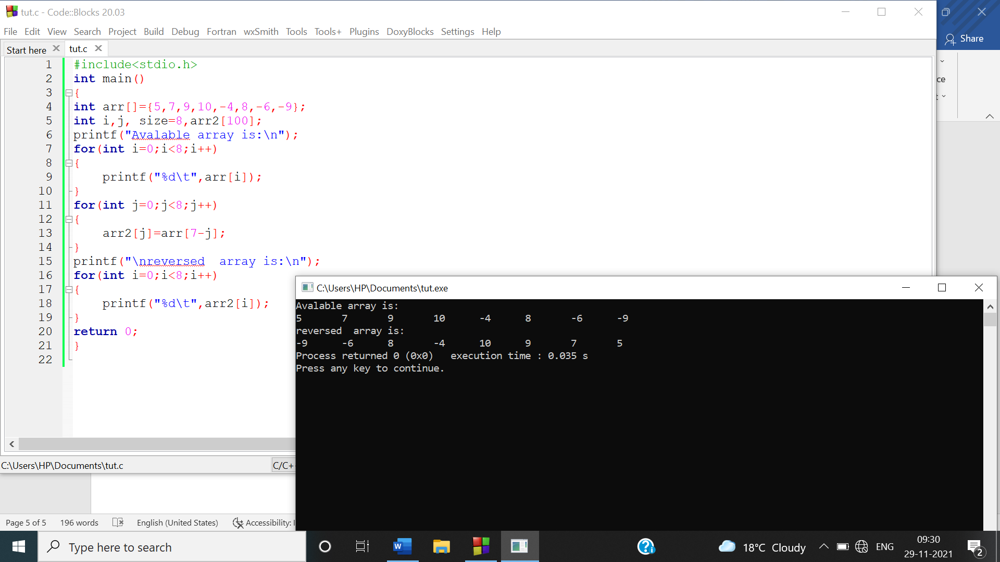 tut.c - Code::Blocks 20.03
File Edit View Search Project Build Debug Fortran wxSmith Tools Tools+ Plugins DoxyBlocks Settings Help
Share
Start here
tut.c
ce
1 #include<stdio.h>
2 int main()
3 {
4 int arr[]={5,7,9,10,-4,8,-6,-9};
5 int i,j, size=8,arr2[100];
6 printf("Avalable array is:\n");
7 for(int i=0;i<8;i++)
8 {
9     printf("%d\t",arr[i]);
10 }
11 for(int j=0;j<8;j++)
12 {
13     arr2[j]=arr[7-j];
14 }
15 printf("\nreversed  array is:\n");
16 for(int i=0;i<8;i++)
17 {
18     printf("%d\t",arr2[i]);
19 }
20 return 0;
21 }
22
C:\Users\HP\Documents\tut.exe
Avalable array is:
5 7 9 10 -4 8 -6 -9
reversed  array is:
-9 -6 8 -4 10 9 7 5
Process returned 0 (0x0)   execution time : 0.035 s
Press any key to continue.
C:\Users\HP\Documents\tut.c
C/C+
Page 5 of 5 196 words English (United States) Accessibility:
Type here to search
18°C Cloudy
ENG
09:30
29-11-2021
2